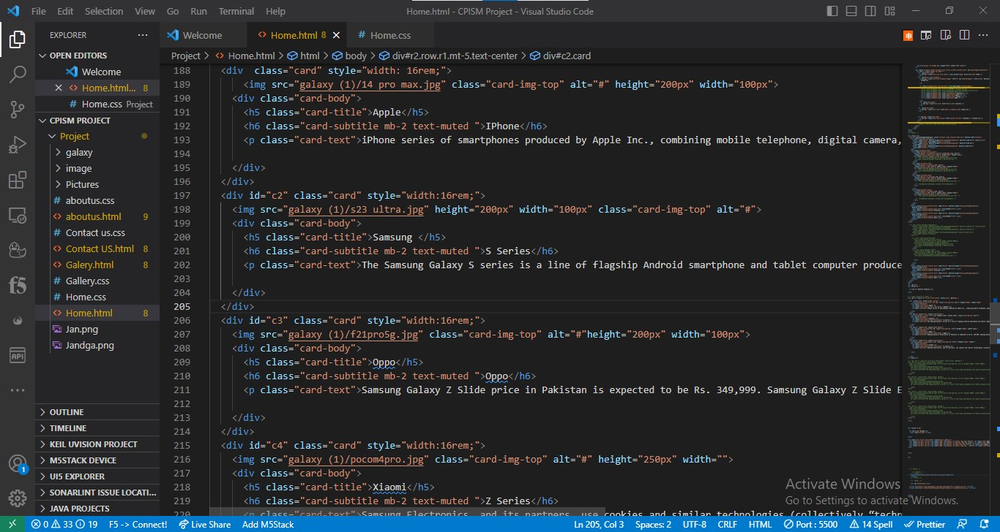 File Edit Selection View Go Run Terminal Help Home.html - CPISM Project - Visual Studio Code
EXPLORER
Welcome Home.html 8 Home.css
Project > Home.html > html > body > div#r2.row.r1.mt-5.text-center > div#c2.card
OPEN EDITORS
Welcome
Home.html... 8
Home.css Project
CPISM PROJECT
Project
galaxy
image
Pictures
aboutus.css
aboutus.html 9
Contact us.css
Contact US.html 8
Galery.html 8
Gallery.css
Home.css
Home.html 8
Jan.png
Jandga.png
OUTLINE
TIMELINE
KEIL UVISION PROJECT
M5STACK DEVICE
UI5 EXPLORER
SONARLINT ISSUE LOCATI...
JAVA PROJECTS
188 <div  class="card" style="width: 16rem;">
189 <img src="galaxy (1)/14 pro max.jpg" class="card-img-top" alt="#" height="200px" width="100px">
190 <div class="card-body">
191 <h5 class="card-title">Apple</h5>
192 <h6 class="card-subtitle mb-2 text-muted ">IPhone</h6>
193 <p class="card-text">iPhone series of smartphones produced by Apple Inc., combining mobile telephone, digital camera,
194
195 </div>
196 </div>
197 <div id="c2" class="card" style="width:16rem;">
198 <img src="galaxy (1)/s23 ultra.jpg" height="200px" width="100px" class="card-img-top" alt="#">
199 <div class="card-body">
200 <h5 class="card-title">Samsung </h5>
201 <h6 class="card-subtitle mb-2 text-muted ">S Series</h6>
202 <p class="card-text">The Samsung Galaxy S series is a line of flagship Android smartphone and tablet computer produce
203
204 </div>
205 </div>
206 <div id="c3" class="card" style="width:16rem;">
207 <img src="galaxy (1)/f21pro5g.jpg" class="card-img-top" alt="#"height="200px" width="100px">
208 <div class="card-body">
209 <h5 class="card-title">Oppo</h5>
210 <h6 class="card-subtitle mb-2 text-muted ">Oppo</h6>
211 <p class="card-text">Samsung Galaxy Z Slide price in Pakistan is expected to be Rs. 349,999. Samsung Galaxy Z Slide E
212
213 </div>
214 </div>
215 <div id="c4" class="card" style="width:16rem;">
216 <img src="galaxy (1)/pocom4pro.jpg" class="card-img-top" alt="#" height="250px" width="">
217 <div class="card-body">
218 <h5 class="card-title">Xiaomi</h5>
219 <h6 class="card-subtitle mb-2 text-muted ">Z Series</h6>
220 <p class="card-text">Samsung Electronics, and its partners, use cookies and similar technologies (collectively “techn
Activate Windows
Go to Settings to activate Windows.
f5
API
1
0 33 19 F5 -> Connect! Live Share Add M5Stack Ln 205, Col 3 Spaces: 2 UTF-8 CRLF HTML Port : 5500 14 Spell Prettier